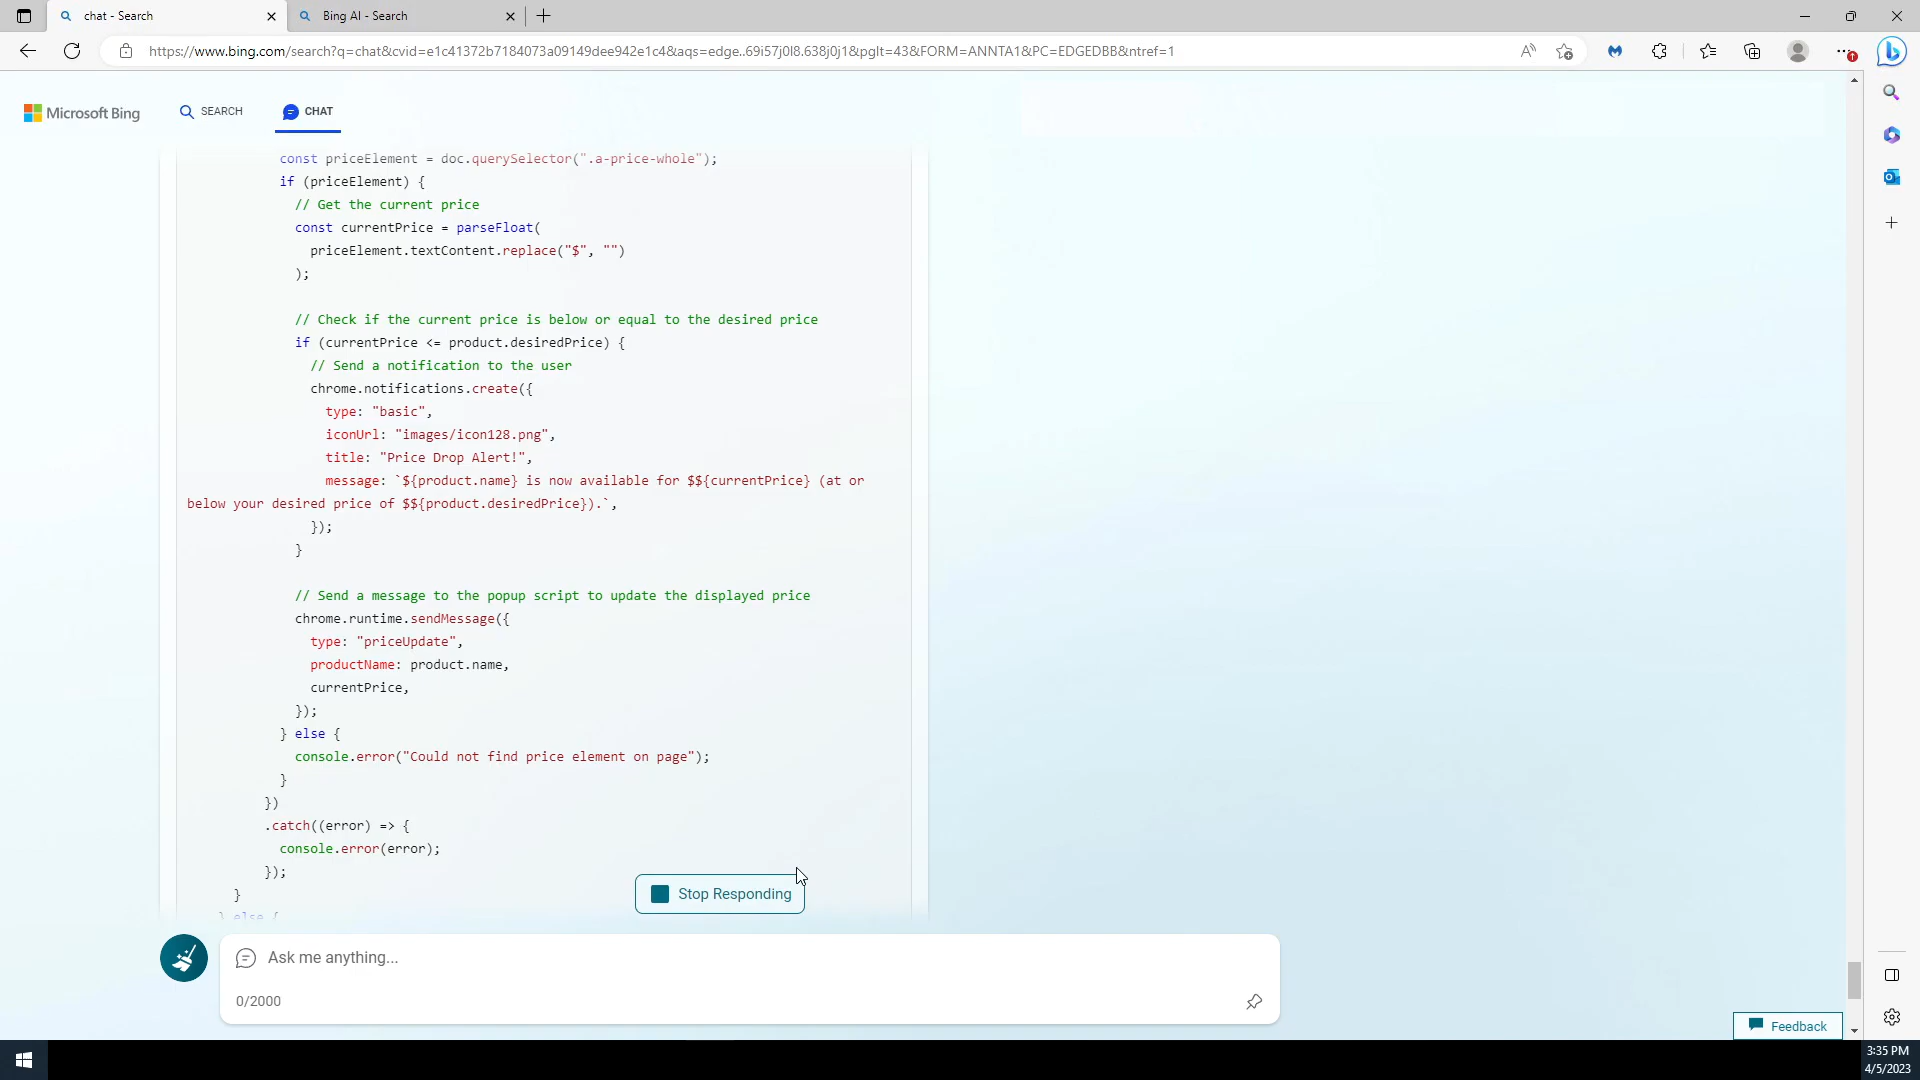 chat - Search
Bing AI - Search
https://www.bing.com/search?q=chat&cvid=e1c41372b7184073a09149dee942e1c4&aqs=edge..69i57j0l8.638j0j1&pglt=43&FORM=ANNTA1&PC=EDGEDBB&ntref=1
Microsoft Bing
SEARCH
CHAT
const priceElement = doc.querySelector(".a-price-whole");
if (priceElement) {
// Get the current price
const currentPrice = parseFloat(
priceElement.textContent.replace("$", "")
);
// Check if the current price is below or equal to the desired price
if (currentPrice <= product.desiredPrice) {
// Send a notification to the user
chrome.notifications.create({
type: "basic",
iconUrl: "images/icon128.png",
title: "Price Drop Alert!",
message: `${product.name} is now available for $${currentPrice} (at or
below your desired price of $${product.desiredPrice}).`,
});
}
// Send a message to the popup script to update the displayed price
chrome.runtime.sendMessage({
type: "priceUpdate",
productName: product.name,
currentPrice,
});
} else {
console.error("Could not find price element on page");
}
})
.catch((error) => {
console.error(error);
});
}
} else {
Stop Responding
Ask me anything...
0/2000
Feedback
3:35 PM
4/5/2023